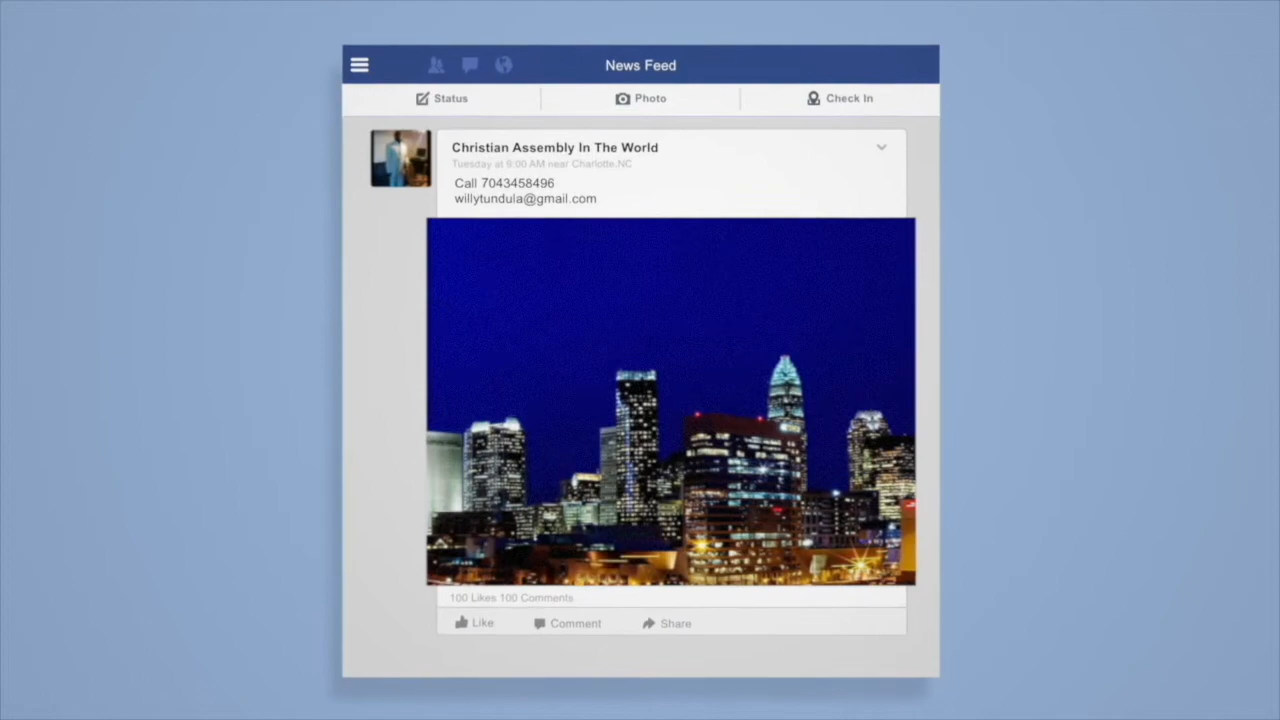 News Feed
Status
Photo
Check In
Christian Assembly In The World
Tuesday at 9:00 AM near Charlotte,NC
Call 7043458496
willytundula@gmail.com
100 Likes 100 Comments
Like
Comment
Share